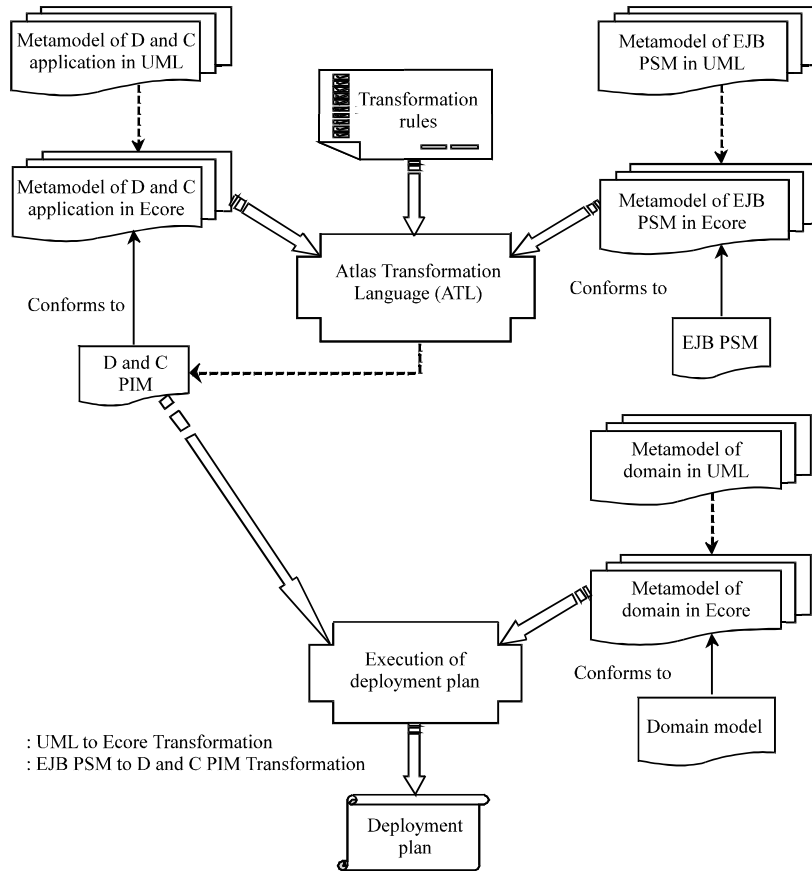 Metamodel of D and C
application in UML
Transformation
rules
Metamodel of EJB
PSM in UML
Metamodel of D and C
application in Ecore
Metamodel of EJB
PSM in Ecore
Atlas Transformation
Language (ATL)
Conforms to
Conforms to
D and C
PIM
EJB PSM
Metamodel of
domain in UML
Metamodel of
domain in Ecore
Execution of
deployment plan
Conforms to
Domain model
: UML to Ecore Transformation
: EJB PSM to D and C PIM Transformation
Deployment
plan